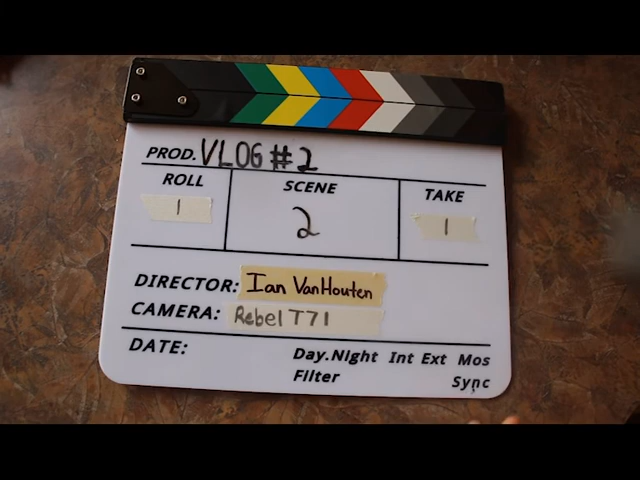 PROD. VLOG #2
ROLL SCENE TAKE
1 2 1
DIRECTOR: Ian VanHouten
CAMERA: Rebel T7I
DATE: Day.Night Int Ext Mos
Filter Sync